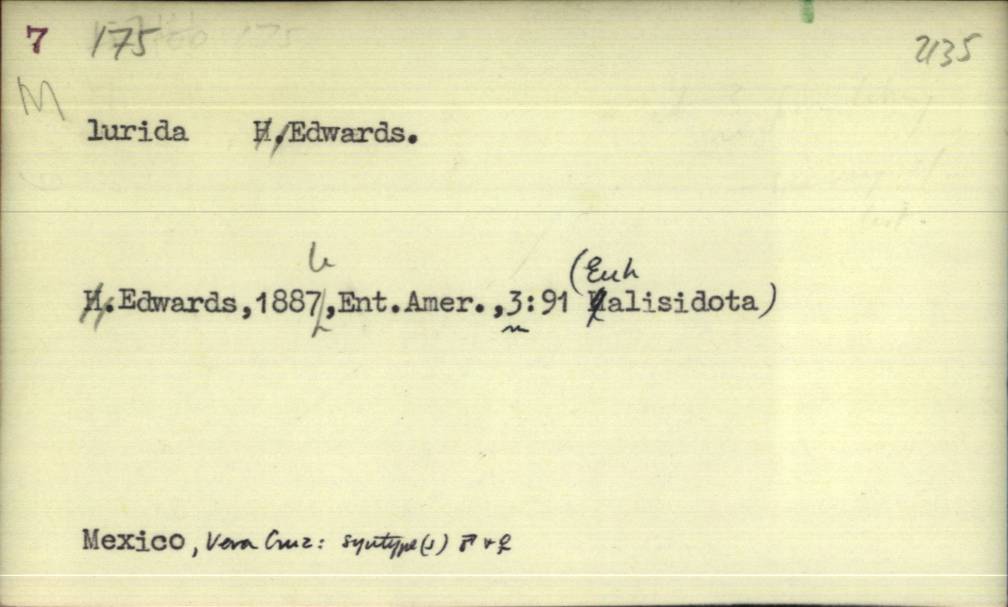 7 175 2135
M
lurida H. Edwards.
b
(Euh
H.Edwards,1887,Ent.Amer.,3:91 Halisidota)
Mexico, Vera Cruz: syntype(s) ♂ + ♀